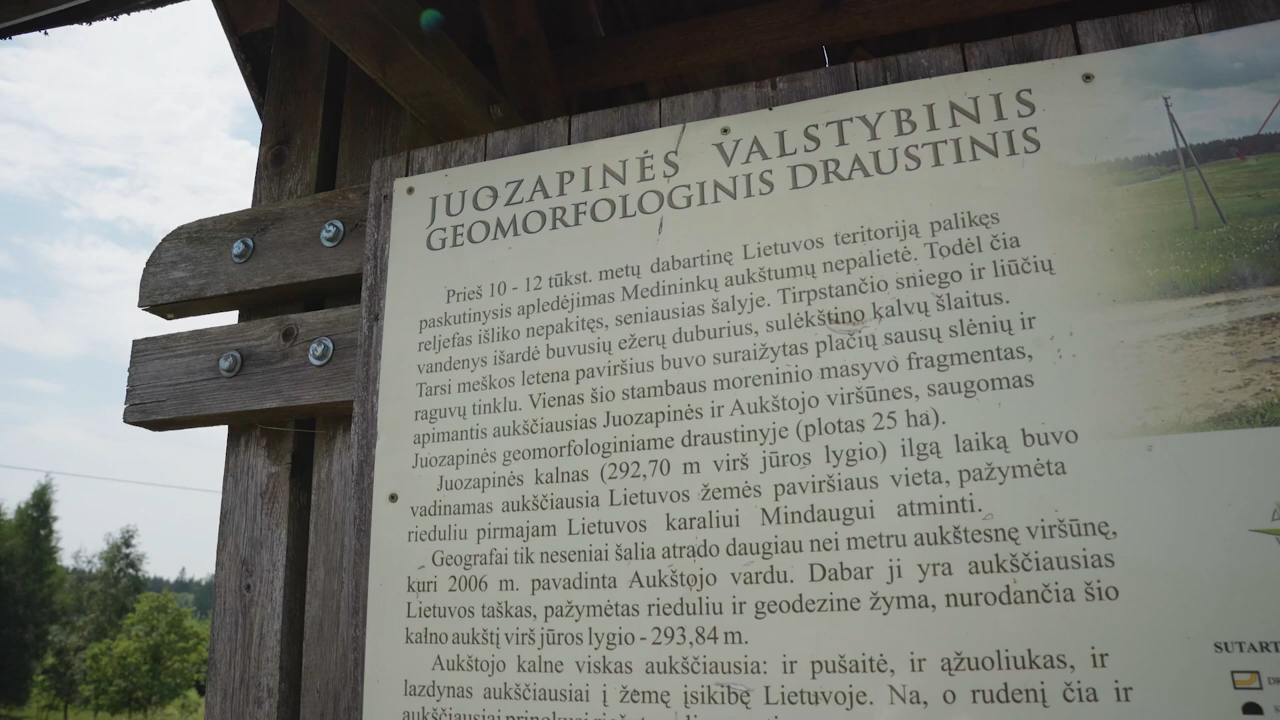 JUOZAPINĖS VALSTYBINIS
GEOMORFOLOGINIS DRAUSTINIS
Prieš 10 - 12 tūkst. metų dabartinę Lietuvos teritoriją palikęs
paskutinysis apledėjimas Medininkų aukštumų nepalietė. Todėl čia
reljefas išliko nepakitęs, seniausias šalyje. Tirpstančio sniego ir liūčių
vandenys išardė buvusių ežerų duburius, sulėkštino kalvų šlaitus.
Tarsi meškos letena paviršius buvo suraižytas plačių sausų slėnių ir
raguvų tinklu. Vienas šio stambaus moreninio masyvo fragmentas,
apimantis aukščiausias Juozapinės ir Aukštojo viršūnes, saugomas
Juozapinės geomorfologiniame draustinyje (plotas 25 ha).
Juozapinės kalnas (292,70 m virš jūros lygio) ilgą laiką buvo
vadinamas aukščiausia Lietuvos žemės paviršiaus vieta, pažymėta
rieduliu pirmajam Lietuvos karaliui Mindaugui atminti.
Geografai tik neseniai šalia atrado daugiau nei metru aukštesnę viršūnę,
kuri 2006 m. pavadinta Aukštojo vardu. Dabar ji yra aukščiausias
Lietuvos taškas, pažymėtas rieduliu ir geodezine žyma, nurodančia šio
kalno aukštį virš jūros lygio - 293,84 m.
Aukštojo kalne viskas aukščiausia: ir pušaitė, ir ąžuoliukas, ir
lazdynas aukščiausiai į žemę įsikibę Lietuvoje. Na, o rudenį čia ir
SUTART